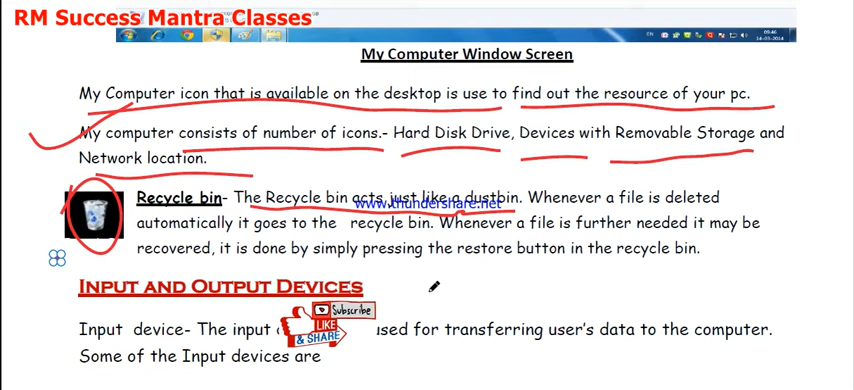 RM Success Mantra Classes
EN
09:46
14-03-2014
My Computer Window Screen
My Computer icon that is available on the desktop is use to find out the resource of your pc.
My computer consists of number of icons.- Hard Disk Drive, Devices with Removable Storage and
Network location.
Recycle bin- The Recycle bin acts just like a dustbin. Whenever a file is deleted
www.thundershare.net
automatically it goes to the recycle bin. Whenever a file is further needed it may be
recovered, it is done by simply pressing the restore button in the recycle bin.
INPUT AND OUTPUT DEVICES
Subscribe
LIKE
& SHARE
Input device- The input used for transferring user's data to the computer.
Some of the Input devices are